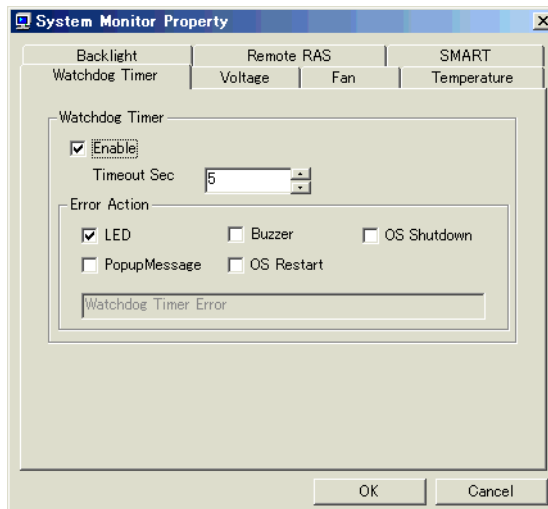 System Monitor Property
Backlight Remote RAS SMART
Watchdog Timer Voltage Fan Temperature
Watchdog Timer
Enable
Timeout Sec 5
Error Action
LED Buzzer OS Shutdown
PopupMessage OS Restart
Watchdog Timer Error
OK Cancel